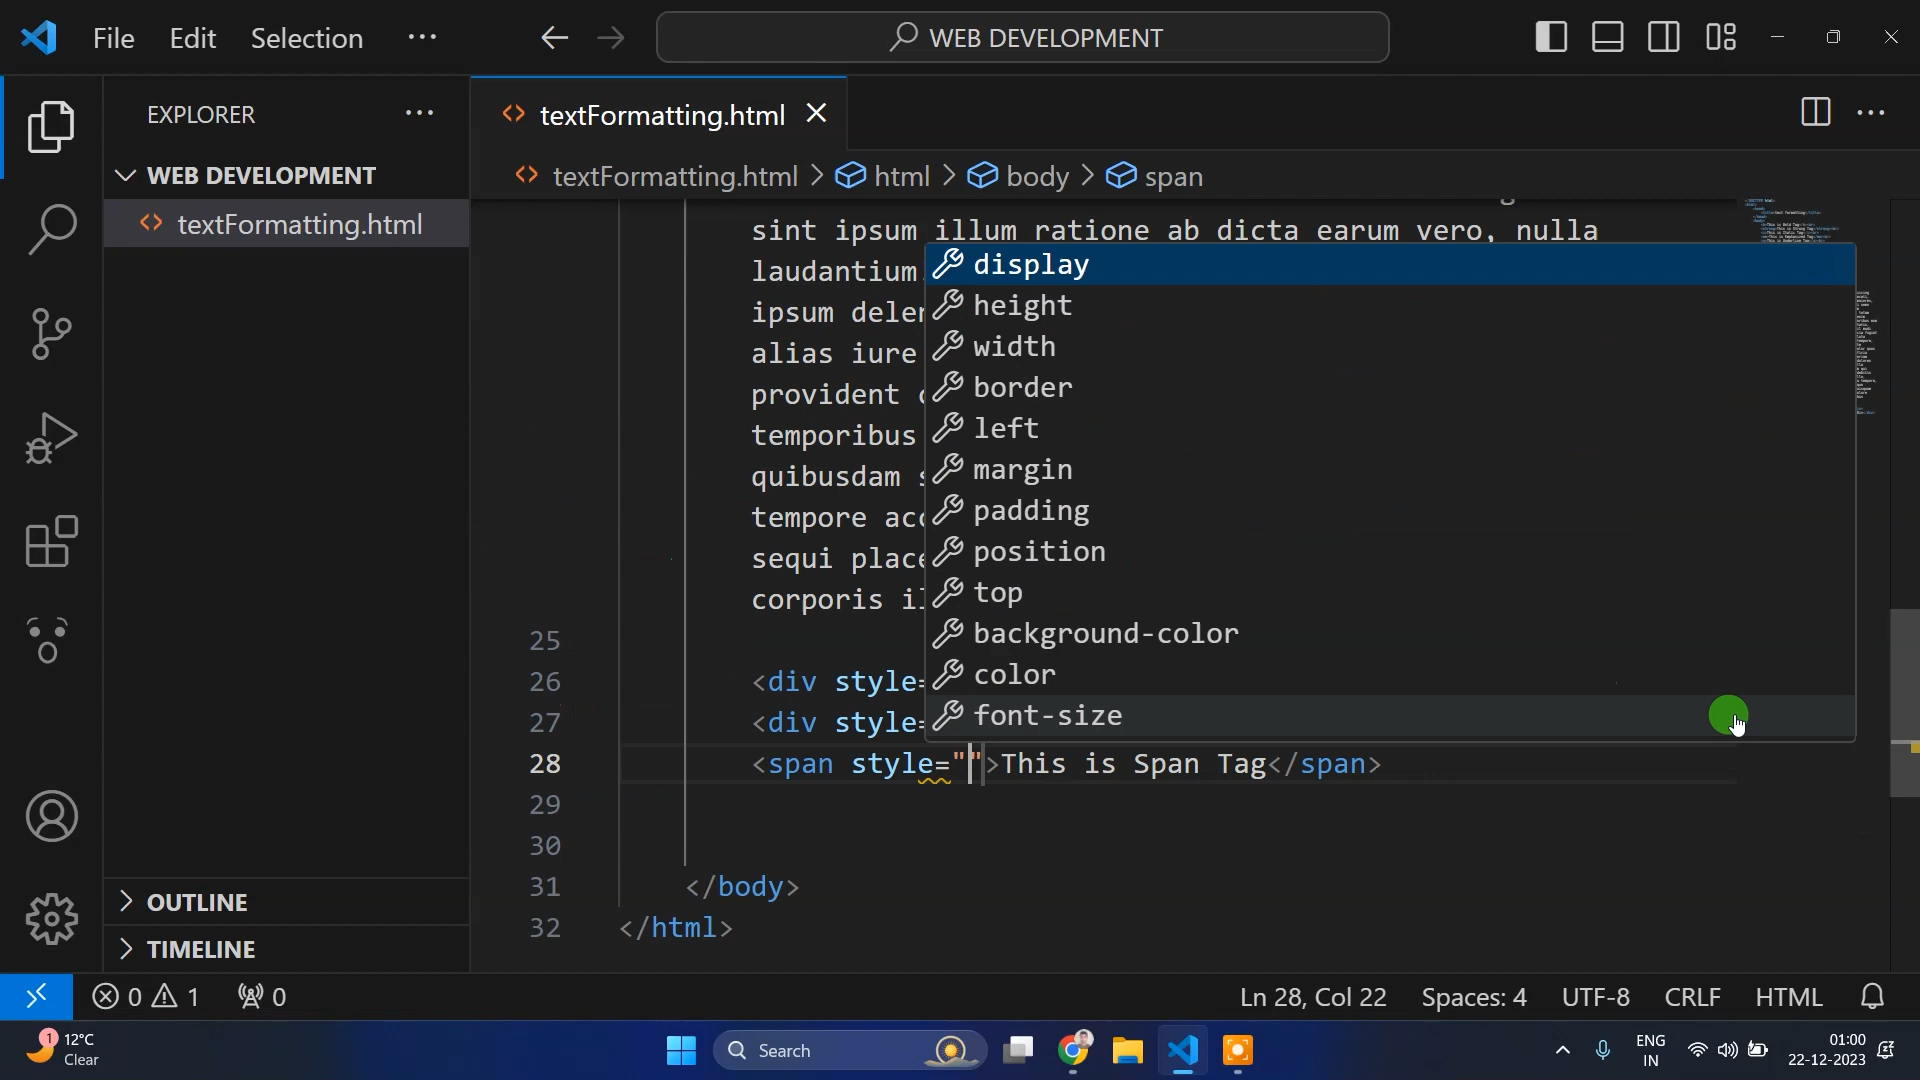 File Edit Selection ···
WEB DEVELOPMENT
EXPLORER ···
WEB DEVELOPMENT
textFormatting.html
OUTLINE
TIMELINE
textFormatting.html
textFormatting.html > html > body > span
sint ipsum illum ratione ab dicta earum vero, nulla
laudantium
ipsum
alias iure
provident
temporibus
quibusdam
tempore
sequi
corporis
display
height
width
border
left
margin
padding
position
top
background-color
color
font-size
25
26 <div style=
27 <div style=
28 <span style="">This is Span Tag</span>
29
30
31 </body>
32 </html>
0 1 0
Ln 28, Col 22 Spaces: 4 UTF-8 CRLF HTML
1 12°C
Clear
Search
ENG
IN
01:00
22-12-2023